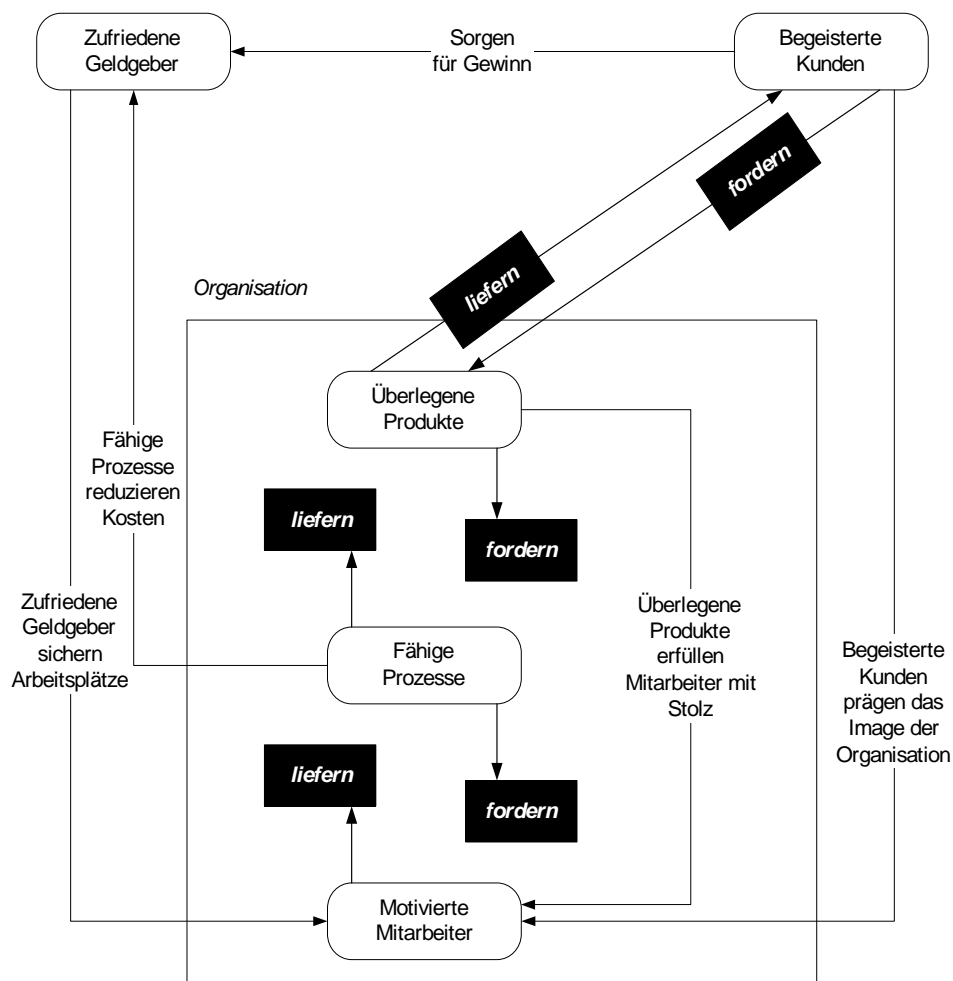 Zufriedene
Geldgeber
Sorgen
für Gewinn
Begeisterte
Kunden
fordern
liefern
Organisation
Überlegene
Produkte
Fähige
Prozesse
reduzieren
Kosten
liefern
fordern
Zufriedene
Geldgeber
sichern
Arbeitsplätze
Überlegene
Produkte
erfüllen
Mitarbeiter mit
Stolz
Fähige
Prozesse
Begeisterte
Kunden
prägen das
Image der
Organisation
liefern
fordern
Motivierte
Mitarbeiter